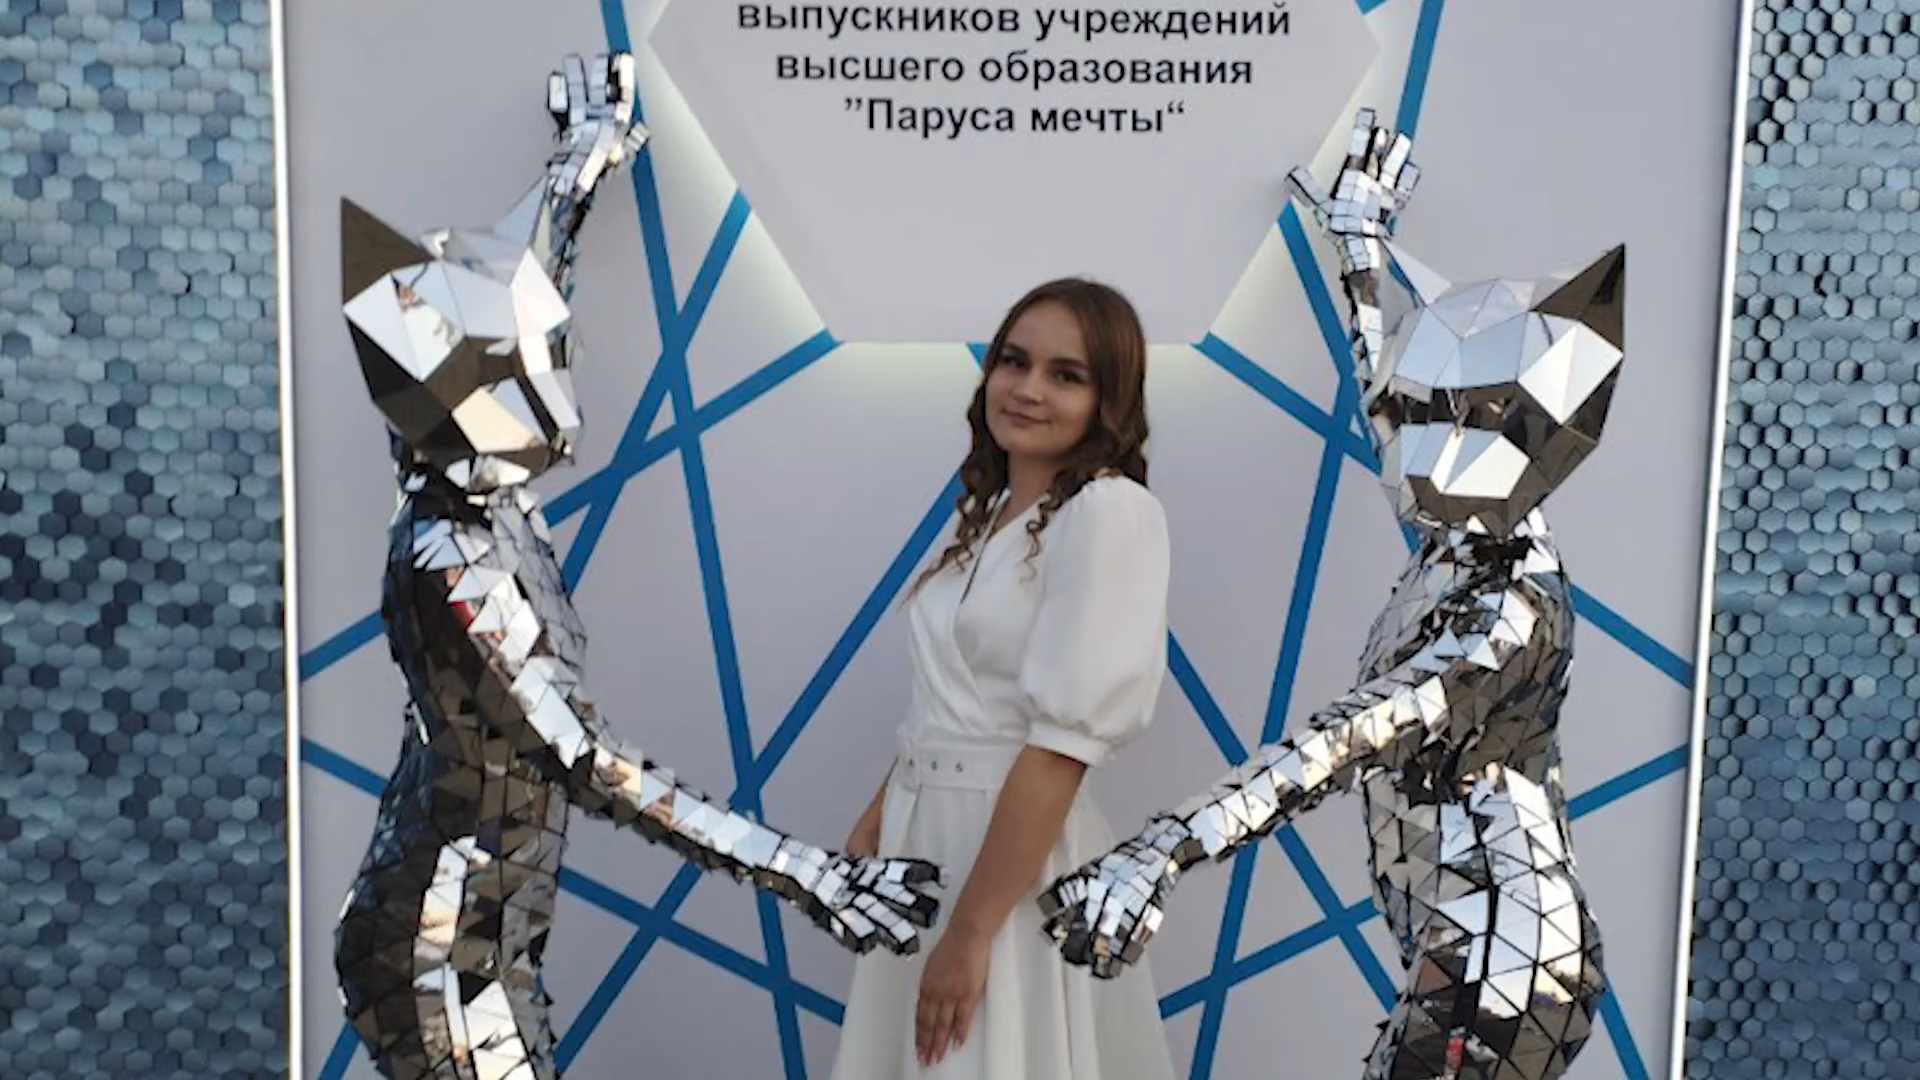 выпускников учреждений
высшего образования
”Паруса мечты“